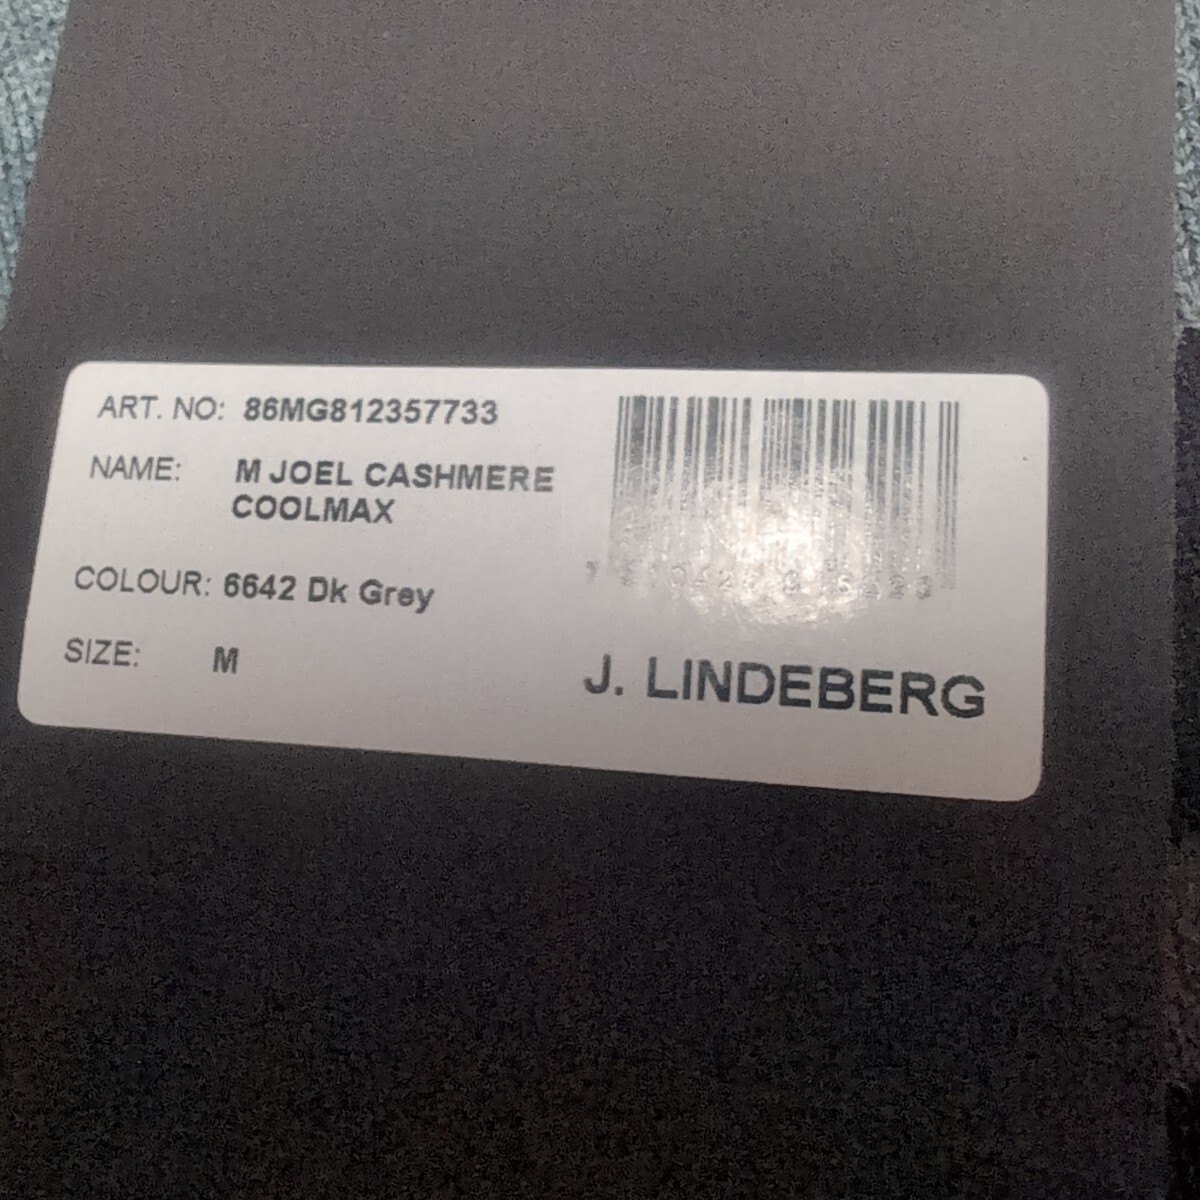 ART. NO: 86MG812357733
NAME: M JOEL CASHMERE
COOLMAX
COLOUR: 6642 Dk Grey
SIZE: M
J. LINDEBERG